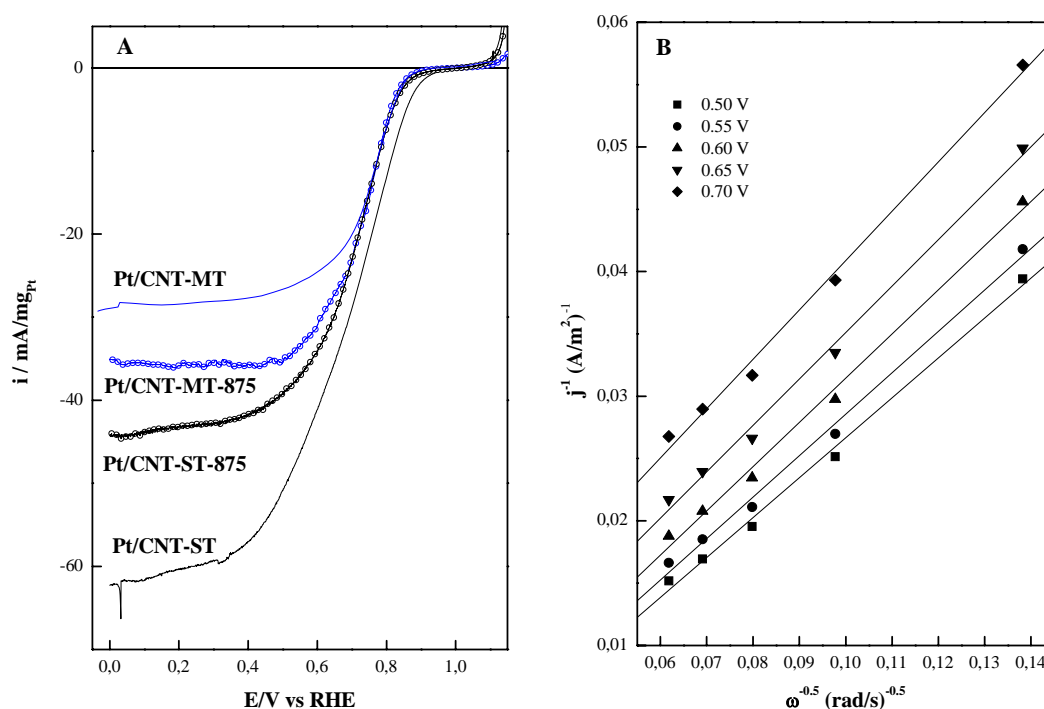 A
0
-20
-40
-60
i / mA/mgPt
Pt/CNT-MT
Pt/CNT-MT-875
Pt/CNT-ST-875
Pt/CNT-ST
0,0 0,2 0,4 0,6 0,8 1,0
E/V vs RHE
B
0.50 V
0.55 V
0.60 V
0.65 V
0.70 V
0,06
0,05
0,04
0,03
0,02
0.01
j-1 (A/m2)-1
0,06 0,07 0,08 0,09 0,10 0,11 0,12 0,13 0,14
ω-0.5 (rad/s)-0.5